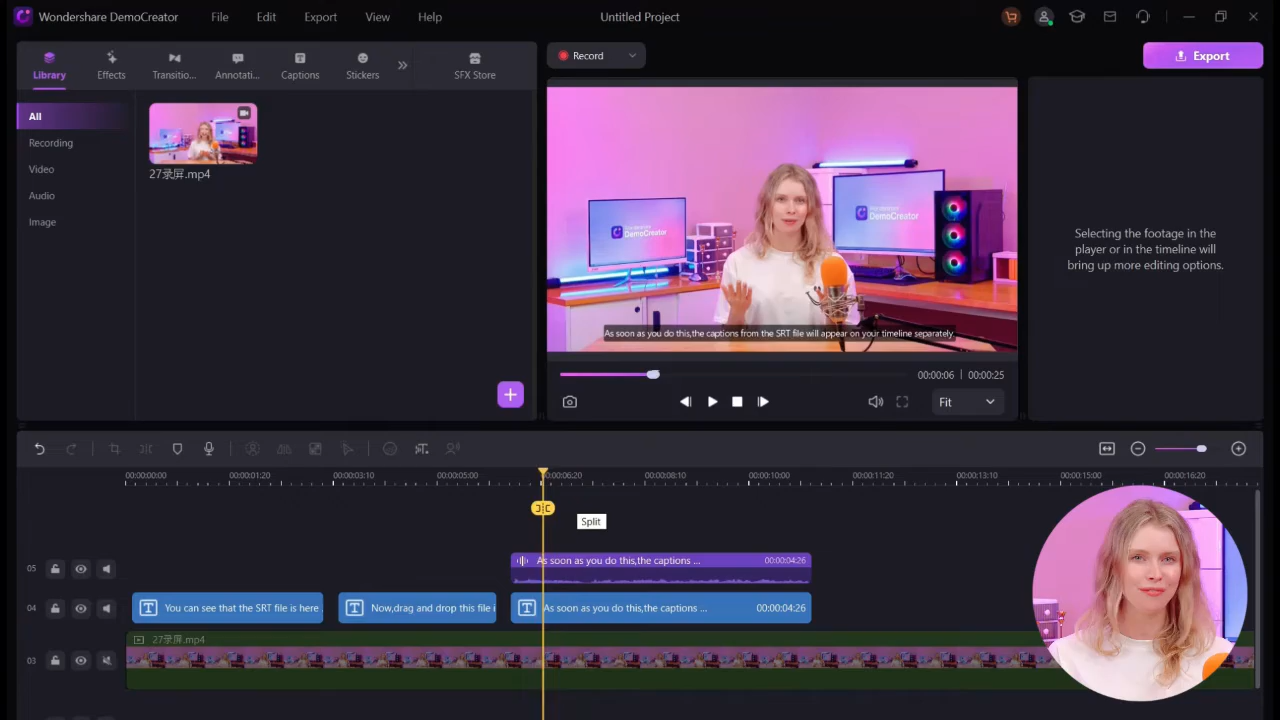 Wondershare DemoCreator File Edit Export View Help Untitled Project
Library Effects Transitio... Annotati... Captions Stickers SFX Store
Record
Export
All
Recording
Video
Audio
Image
27录屏.mp4
DemoCreator
DemoCreator
As soon as you do this,the captions from the SRT file will appear on your timeline separately.
Selecting the footage in the
player or in the timeline will
bring up more editing options.
00:00:06 | 00:00:25
Fit
00:00:00:00 00:00:01:20 00:00:03:10 00:00:05:00 00:00:06:20 00:00:08:10 00:00:10:00 00:00:11:20 00:00:13:10 00:00:15:00 00:00:16:20
Split
05 As soon as you do this,the captions ... 00:00:04:26
04 You can see that the SRT file is here Now,drag and drop this file i As soon as you do this,the captions ... 00:00:04:26
27录屏.mp4
03